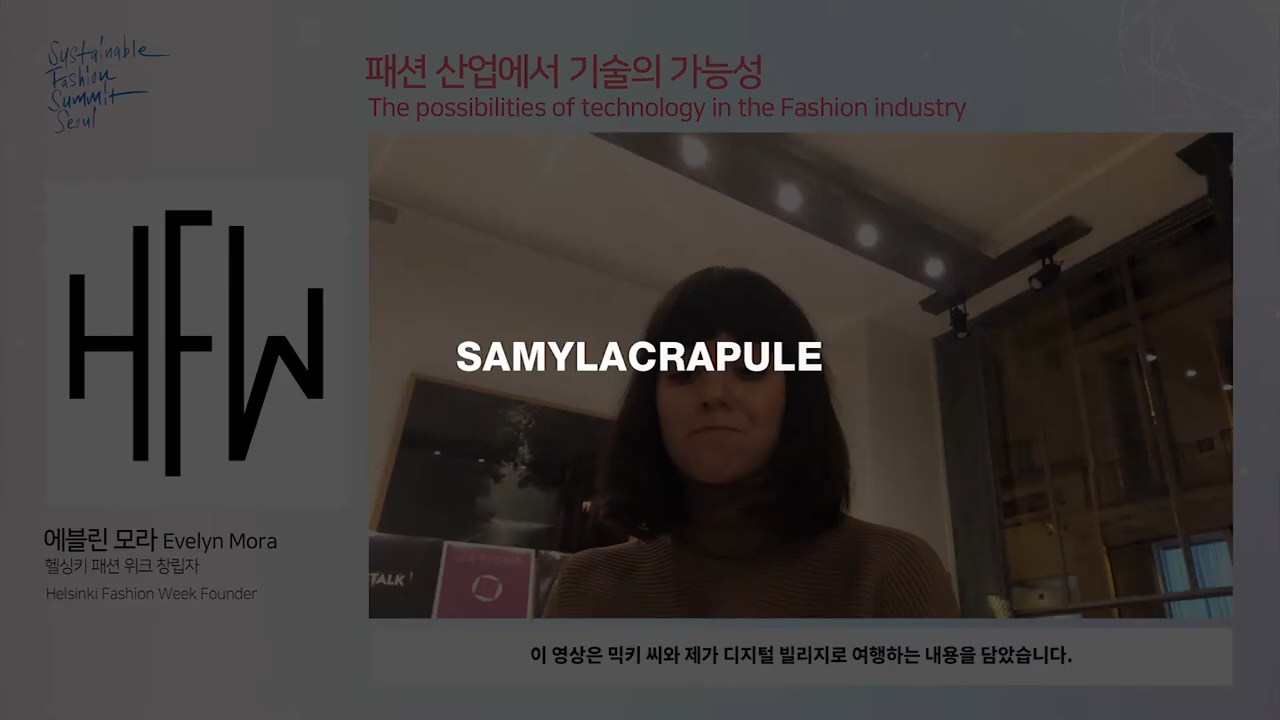 Sustainable
Fashion
Summit
Seoul
패션 산업에서 기술의 가능성
The possibilities of technology in the Fashion industry
HFW
SAMYLACRAPULE
TALK
에블린 모라 Evelyn Mora
헬싱키 패션 위크 창립자
Helsinki Fashion Week Founder
이 영상은 믹키 씨와 제가 디지털 빌리지로 여행하는 내용을 담았습니다.